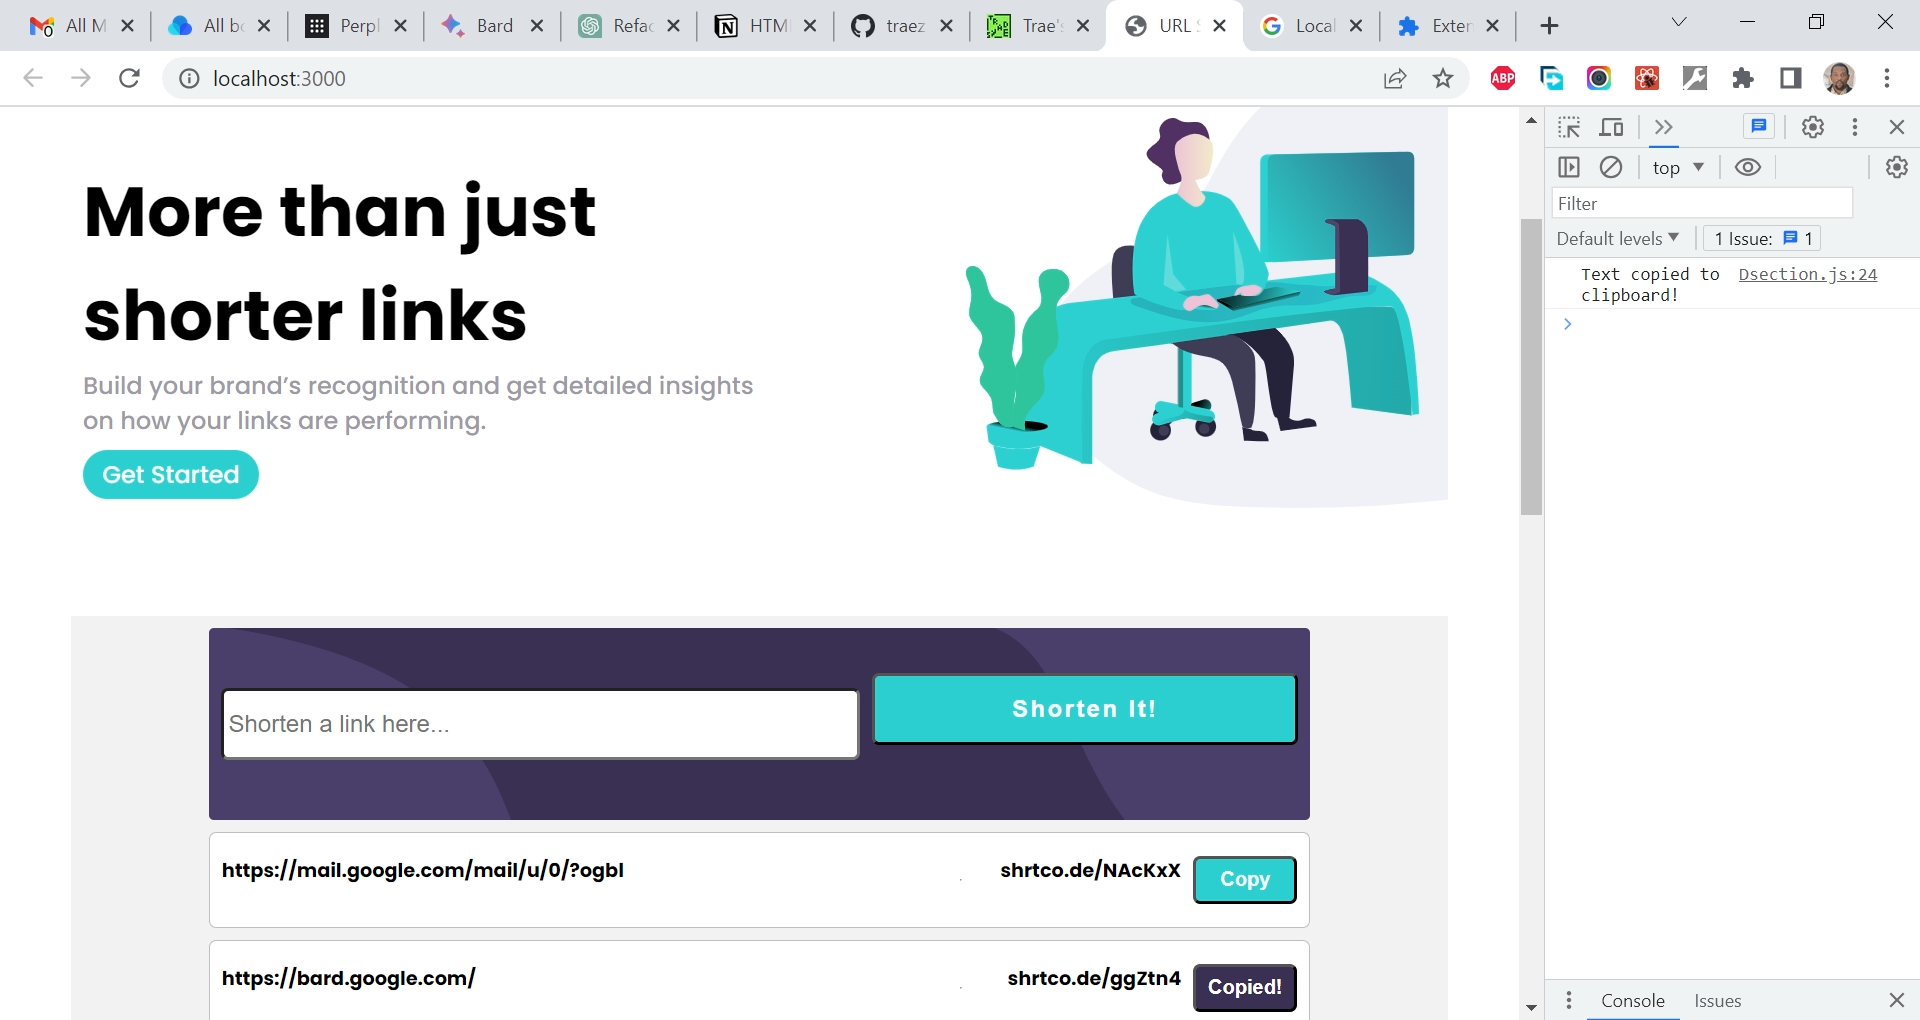 All M
All bo
Perpl
Bard
Refac
HTM
traez
Trae's
URL S
Local
Exten
localhost:3000
ABP
top
Filter
Default levels
1 Issue: 1
Text copied to Dsection.js:24
clipboard!
More than just
shorter links
Build your brand’s recognition and get detailed insights
on how your links are performing.
Get Started
Shorten a link here...
Shorten It!
https://mail.google.com/mail/u/0/?ogbl
shrtco.de/NAcKxX
Copy
https://bard.google.com/
shrtco.de/ggZtn4
Copied!
Console
Issues